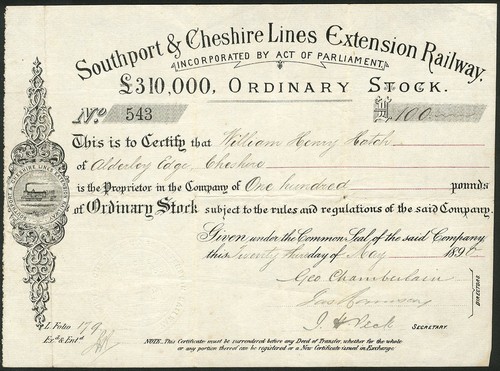 Southport & Cheshire Lines Extension Railway.
INCORPORATED BY ACT OF PARLIAMENT.
£310,000, ORDINARY STOCK.
No. 543 £ 100
This is to Certify that William Henry Hatch
of Alderley Edge Cheshire
is the Proprietor in the Company of One hundred pounds
of Ordinary Stock subject to the rules and regulations of the said Company.
Given under the Common Seal of the said Company
this Twenty third day of May 189
Geo Chamberlain
DIRECTORS
J. H. Peck SECRETARY.
L. Folio 179
Exd. & Entd.
NOTE. This Certificate must be surrendered before any Deed of Transfer, whether for the whole
or any portion thereof can be registered or a New Certificate issued in Exchange.